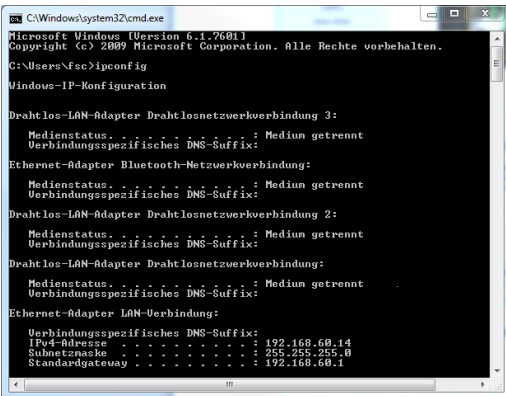 C:\Windows\system32\cmd.exe
Microsoft Windows [Version 6.1.7601]
Copyright (c) 2009 Microsoft Corporation. Alle Rechte vorbehalten.
C:\Users\fsc>ipconfig
Windows-IP-Konfiguration
Drahtlos-LAN-Adapter Drahtlosnetzwerkverbindung 3:
Medienstatus. . . . . . . . . . . : Medium getrennt
Verbindungsspezifisches DNS-Suffix:
Ethernet-Adapter Bluetooth-Netzwerkverbindung:
Medienstatus. . . . . . . . . . . : Medium getrennt
Verbindungsspezifisches DNS-Suffix:
Drahtlos-LAN-Adapter Drahtlosnetzwerkverbindung 2:
Medienstatus. . . . . . . . . . . : Medium getrennt
Verbindungsspezifisches DNS-Suffix:
Drahtlos-LAN-Adapter Drahtlosnetzwerkverbindung:
Medienstatus. . . . . . . . . . . : Medium getrennt
Verbindungsspezifisches DNS-Suffix:
Ethernet-Adapter LAN-Verbindung:
Verbindungsspezifisches DNS-Suffix:
IPv4-Adresse . . . . . . . . . . : 192.168.60.14
Subnetzmaske . . . . . . . . . . : 255.255.255.0
Standardgateway . . . . . . . . . : 192.168.60.1